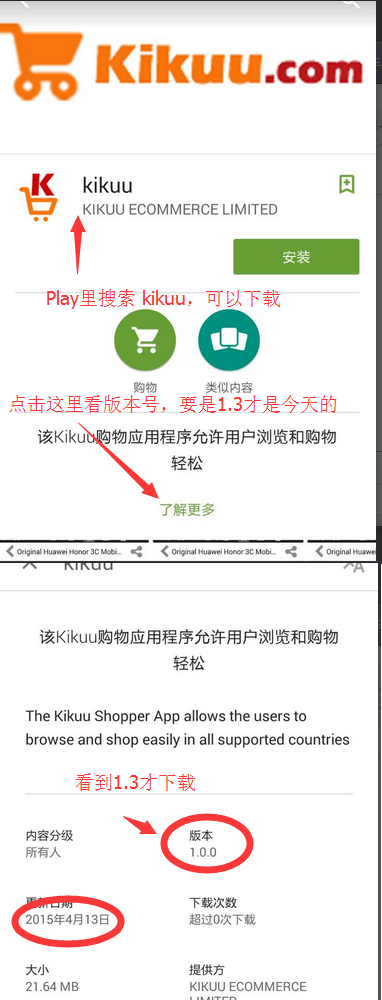 Kikuu.com
kikuu
KIKUU ECOMMERCE LIMITED
安装
Play里搜索 kikuu，可以下载
购物
类似内容
点击这里看版本号，要是1.3才是今天的
该Kikuu购物应用程序允许用户浏览和购物
轻松
了解更多
Original Huawei Honor 3C Mobi...
Original Huawei Honor 3C Mobi...
Original Huawei
kikuu
该Kikuu购物应用程序允许用户浏览和购物
轻松
The Kikuu Shopper App allows the users to
browse and shop easily in all supported countries
看到1.3才下载
内容分级
版本
所有人
1.0.0
更新日期
下载次数
2015年4月13日
超过0次下载
大小
提供方
21.64 MB
KIKUU ECOMMERCE
LIMITED